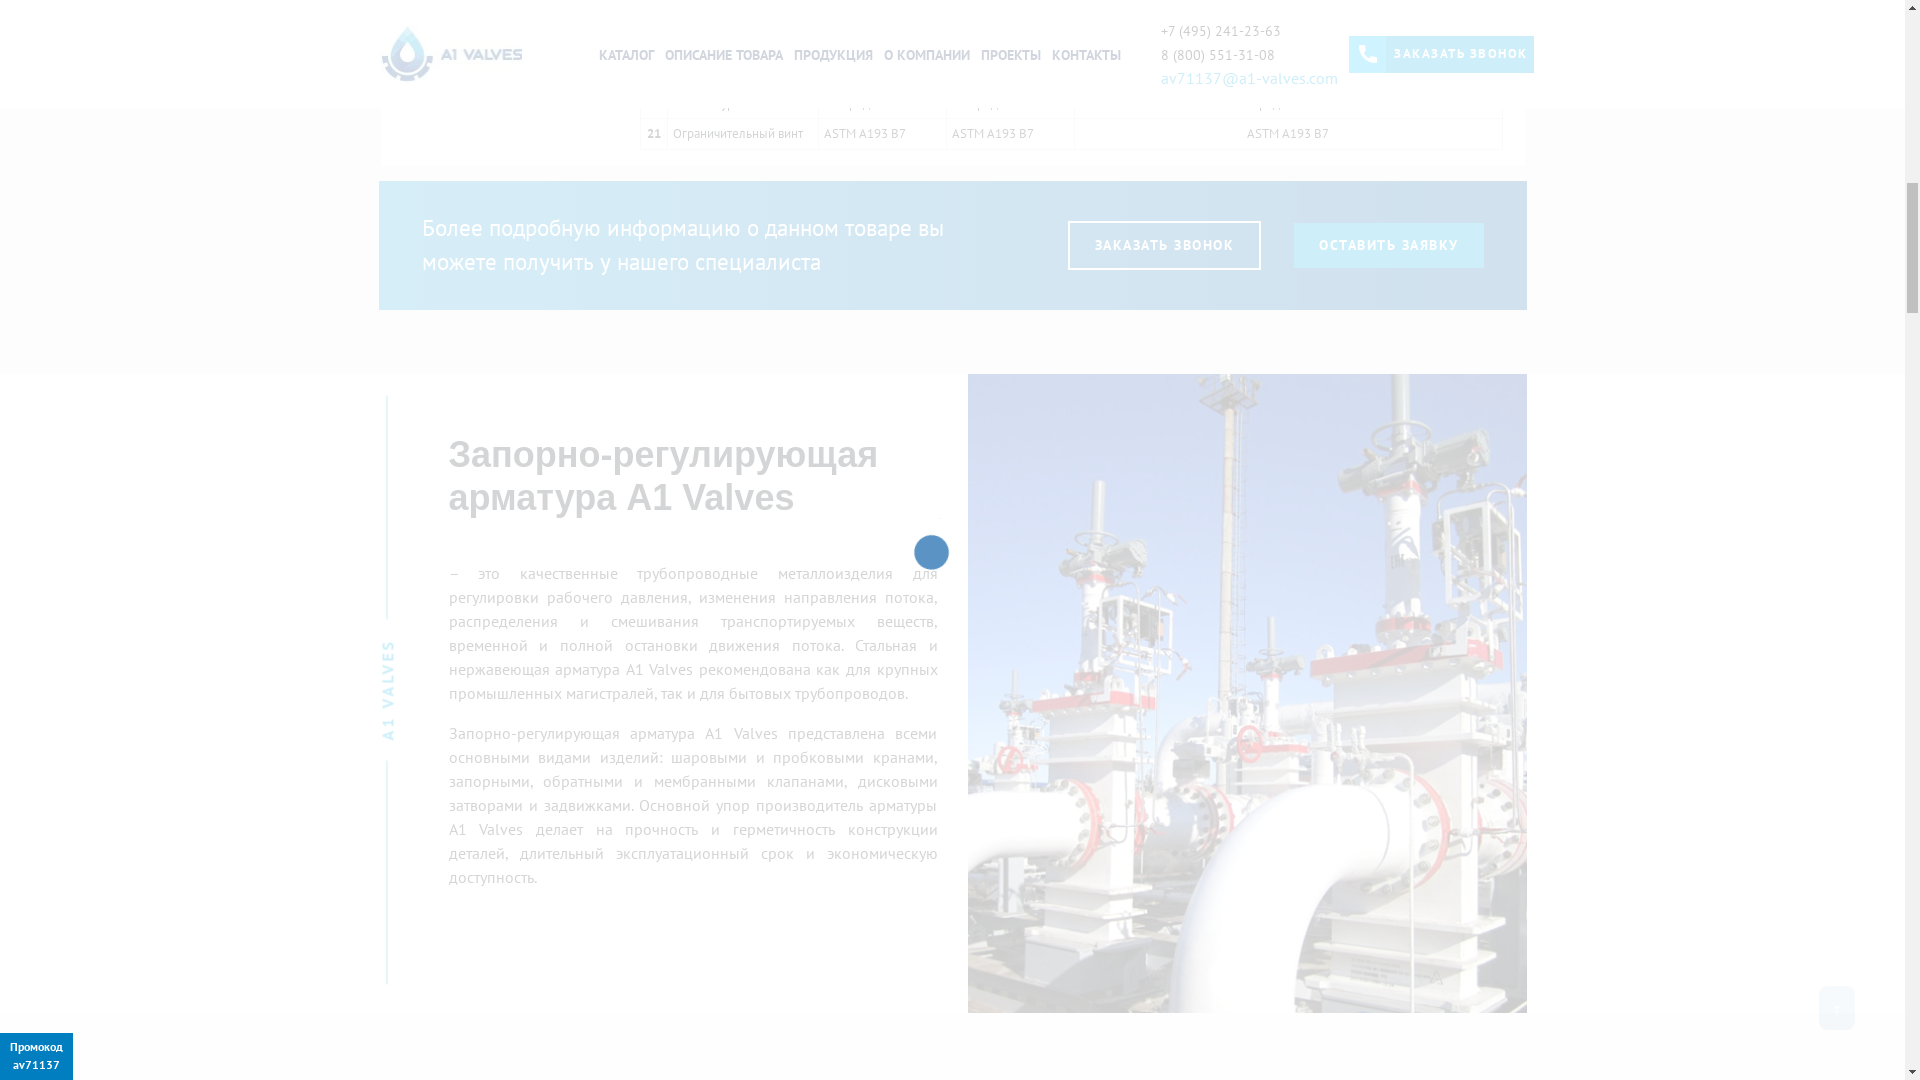 A1 VALVES
КАТАЛОГ ОПИСАНИЕ ТОВАРА ПРОДУКЦИЯ О КОМПАНИИ ПРОЕКТЫ КОНТАКТЫ
+7 (495) 241-23-63
8 (800) 551-31-08
av71137@a1-valves.com
ЗАКАЗАТЬ ЗВОНОК
21 Ограничительный винт ASTM A193 B7 ASTM A193 B7 ASTM A193 B7
Более подробную информацию о данном товаре вы
можете получить у нашего специалиста
ЗАКАЗАТЬ ЗВОНОК
ОСТАВИТЬ ЗАЯВКУ
A1 VALVES
Запорно-регулирующая
арматура A1 Valves
– это качественные трубопроводные металлоизделия для
регулировки рабочего давления, изменения направления потока,
распределения и смешивания транспортируемых веществ,
временной и полной остановки движения потока. Стальная и
нержавеющая арматура A1 Valves рекомендована как для крупных
промышленных магистралей, так и для бытовых трубопроводов.
Запорно-регулирующая арматура A1 Valves представлена всеми
основными видами изделий: шаровыми и пробковыми кранами,
запорными, обратными и мембранными клапанами, дисковыми
затворами и задвижками. Основной упор производитель арматуры
A1 Valves делает на прочность и герметичность конструкции
деталей, длительный эксплуатационный срок и экономическую
доступность.
Промокод
av71137